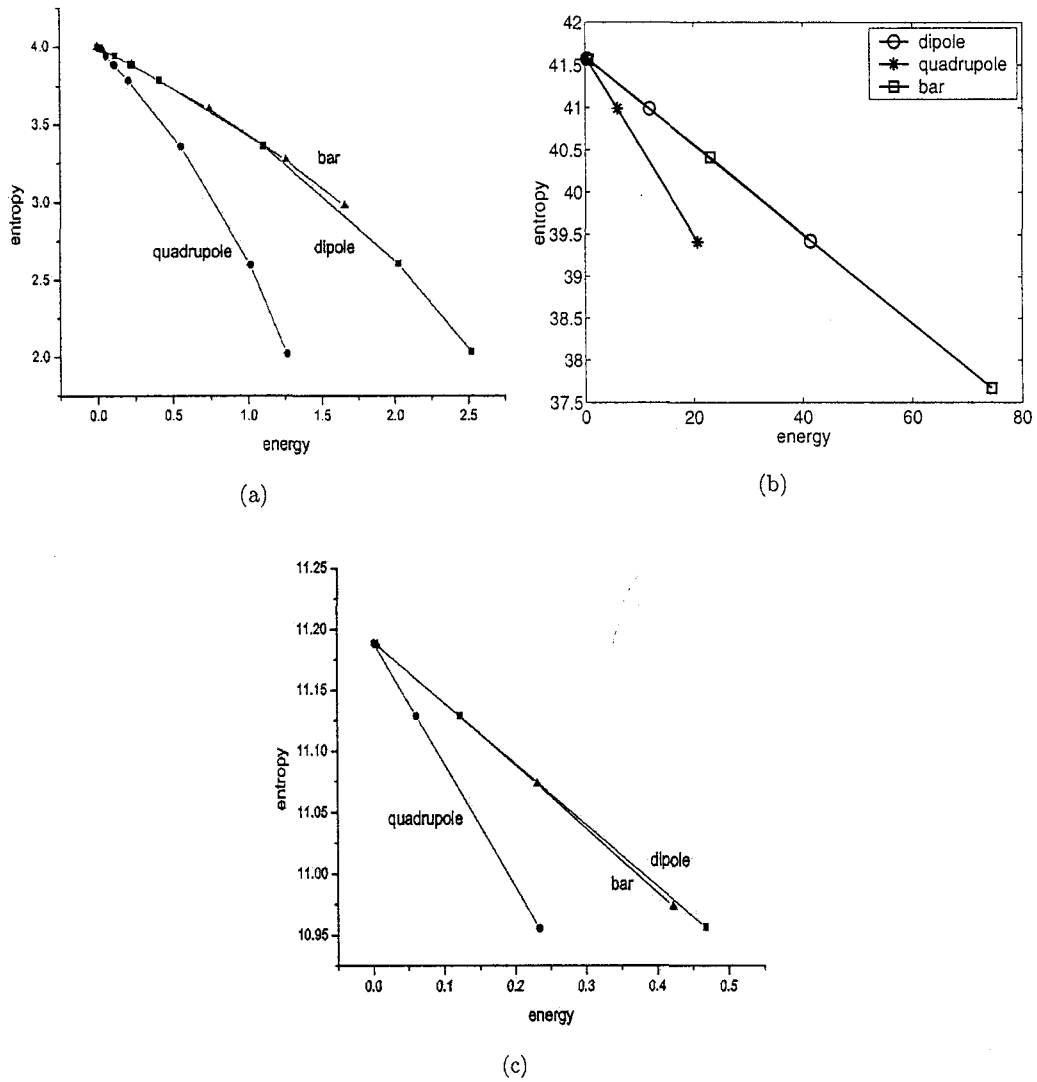 4.0
3.5
3.0
2.5
2.0
entropy
bar
quadrupole
dipole
0.0
0.5
1.0
1.5
2.0
2.5
energy
(a)
42
41.5
41
40.5
40
39.5
39
38.5
38
37.5
entropy
dipole
quadrupole
bar
0
20
40
60
80
energy
(b)
11.25
11.20
11.15
11.10
11.05
11.00
10.95
entropy
quadrupole
dipole
bar
0.0
0.1
0.2
0.3
0.4
0.5
energy
(c)